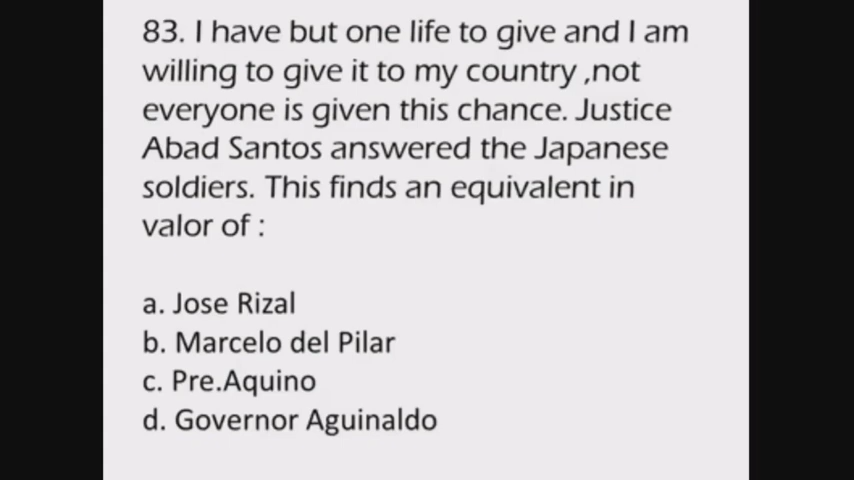 83. I have but one life to give and I am
willing to give it to my country ,not
everyone is given this chance. Justice
Abad Santos answered the Japanese
soldiers. This finds an equivalent in
valor of :
a. Jose Rizal
b. Marcelo del Pilar
c. Pre.Aquino
d. Governor Aguinaldo